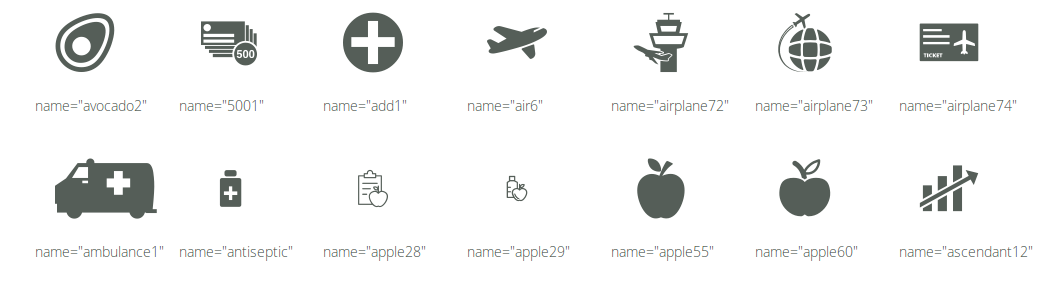 500
TICKET
name="avocado2"
name="5001"
name="add1"
name="air6"
name="airplane72"
name="airplane73"
name="airplane74"
name="ambulance1"
name="antiseptic"
name="apple28"
name="apple29"
name="apple55"
name="apple60"
name="ascendant12"